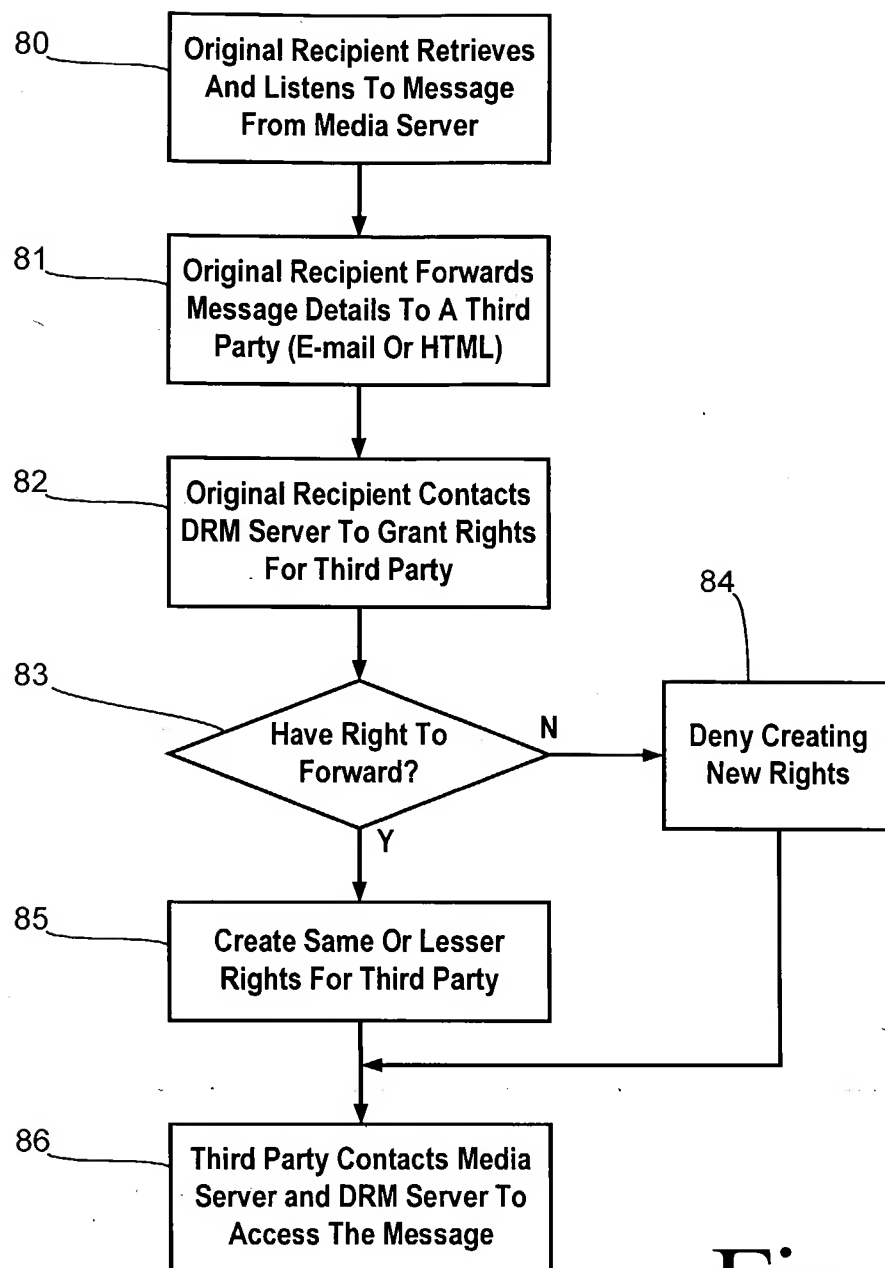 80
Original Recipient Retrieves
And Listens To Message
From Media Server
81
Original Recipient Forwards
Message Details To A Third
Party (E-mail Or HTML)
82
Original Recipient Contacts
DRM Server To Grant Rights
For Third Party
83
Have Right To
Forward?
N
84
Deny Creating
New Rights
Y
85
Create Same Or Lesser
Rights For Third Party
86
Third Party Contacts Media
Server and DRM Server To
Access The Message